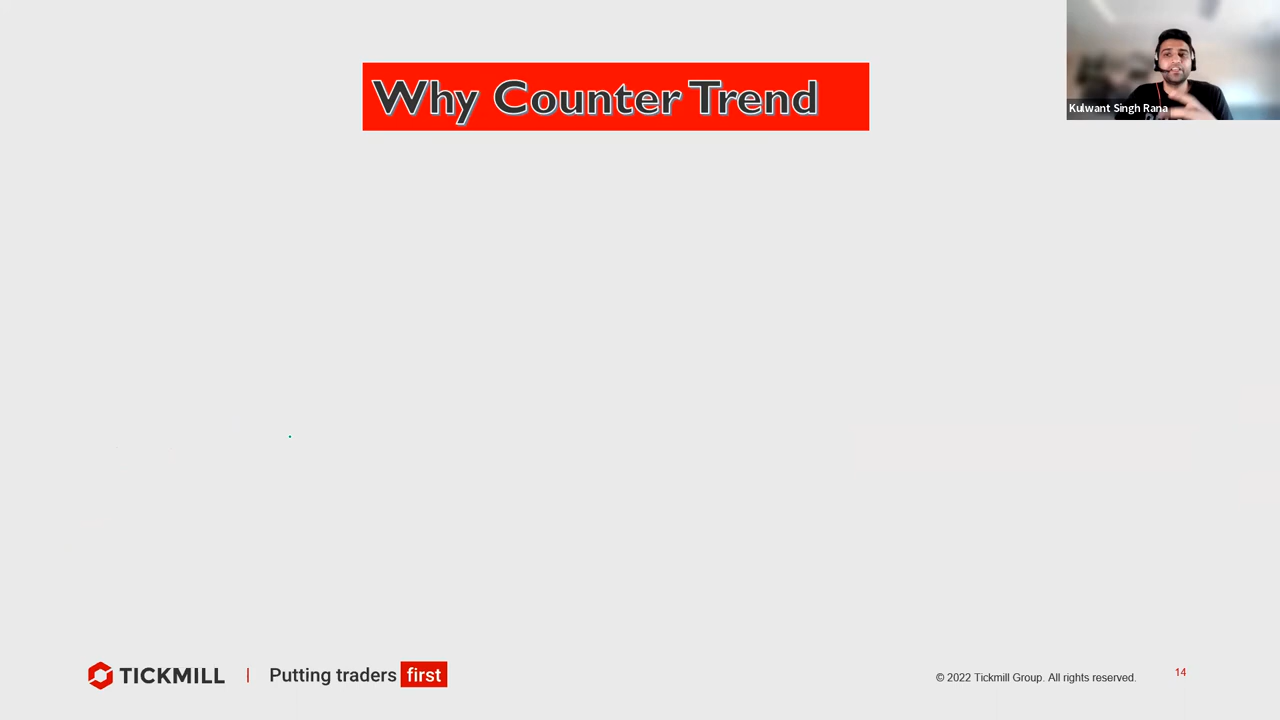 Why Counter Trend
Kulwant Singh Rana
TICKMILL | Putting traders first
© 2022 Tickmill Group. All rights reserved.
14